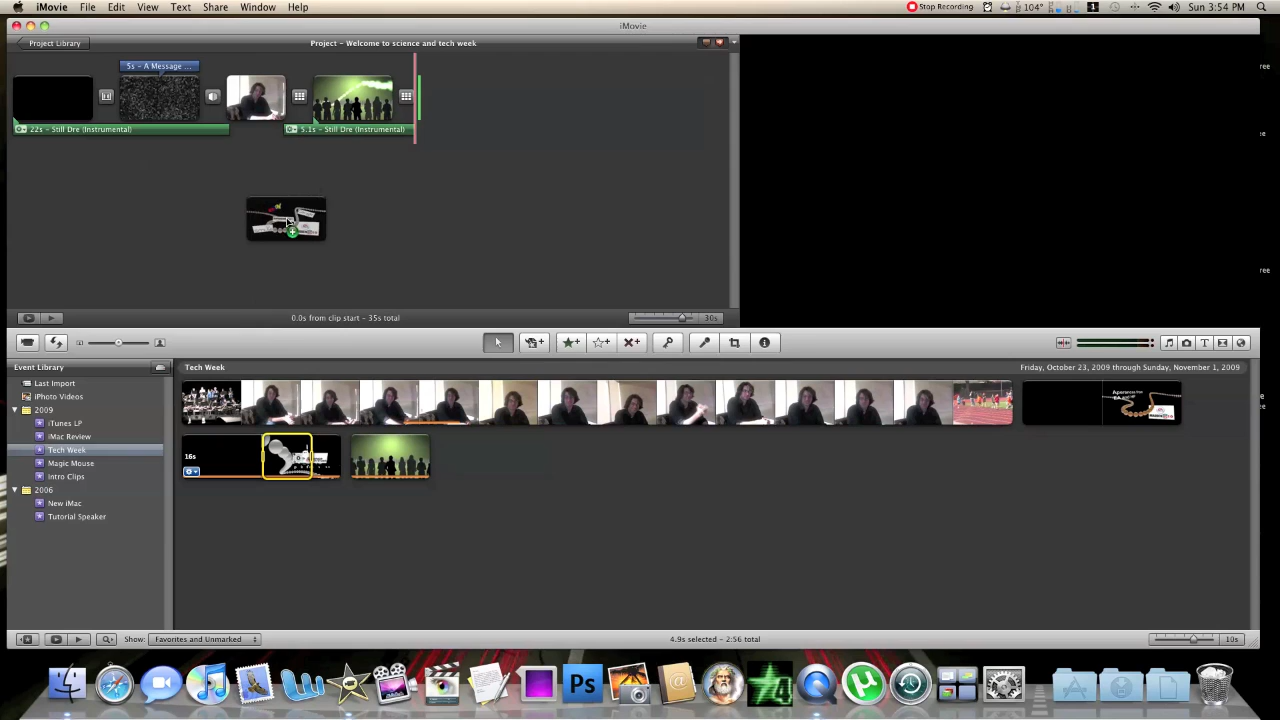 iMovie File Edit View Text Share Window Help Stop Recording 104° 1 Sun 3:54 PM
iMovie
Project Library
Project - Welcome to science and tech week
5s - A Message ...
22s - Still Dre (Instrumental)
5.1s - Still Dre (Instrumental)
0.0s from clip start - 35s total
30s
Event Library
Tech Week
Friday, October 23, 2009 through Sunday, November 1, 2009
Last Import
iPhoto Videos
2009
iTunes LP
iMac Review
Tech Week
Magic Mouse
Intro Clips
2006
New iMac
Tutorial Speaker
16s
Show: Favorites and Unmarked
4.9s selected - 2:56 total
10s
Ps